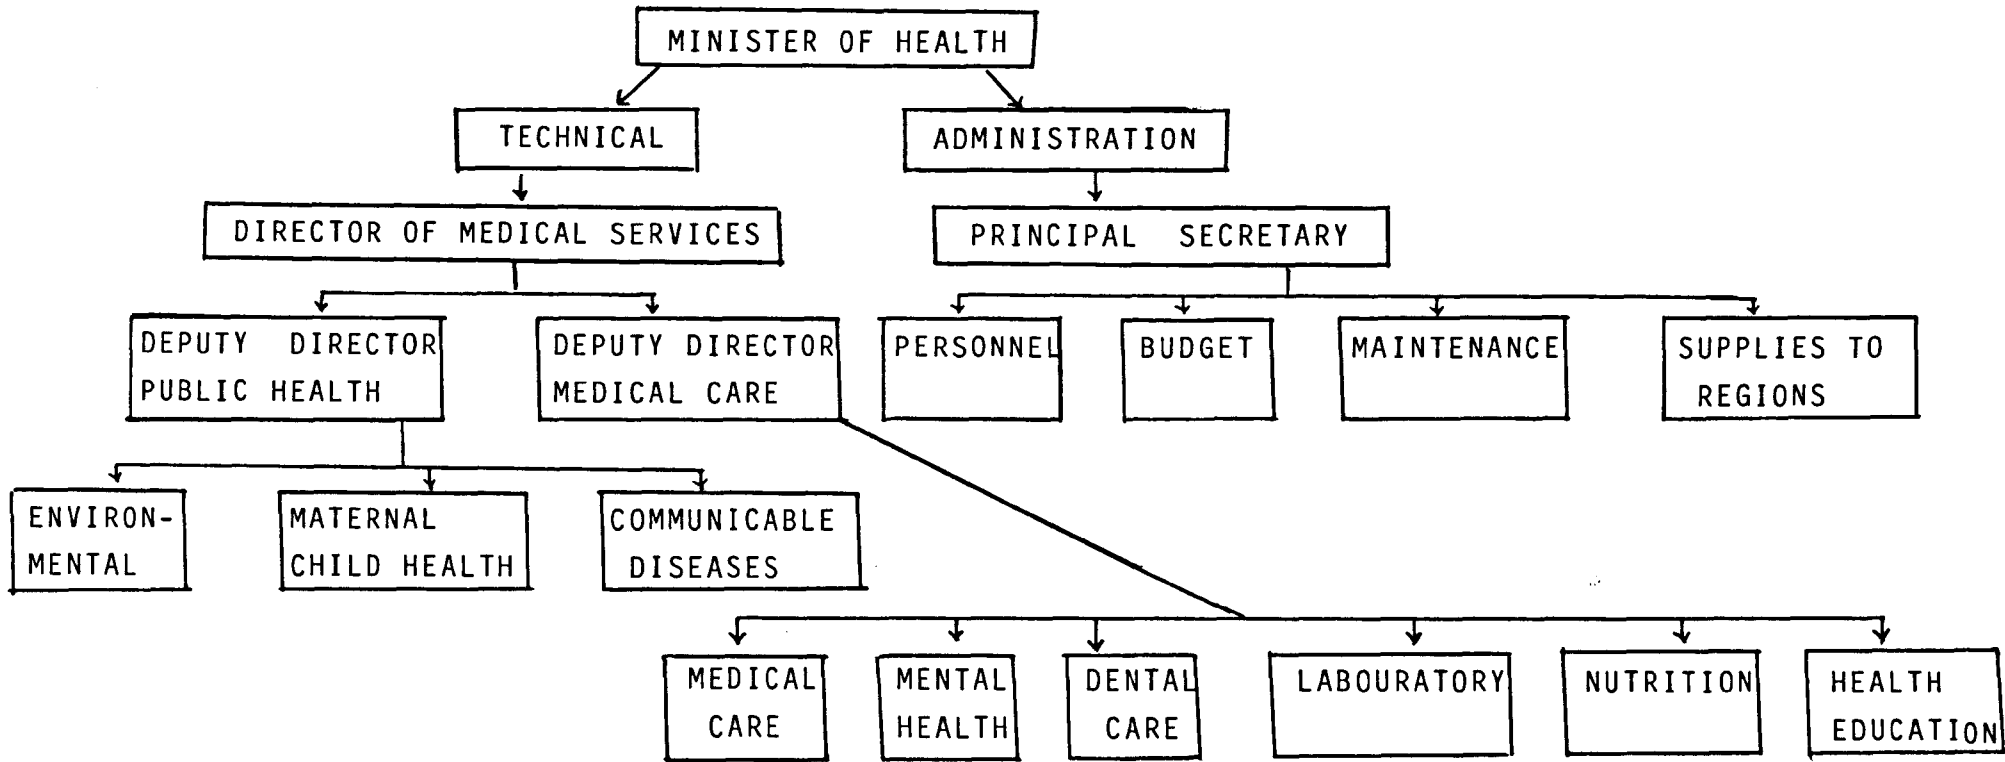 MINISTER OF HEALTH
TECHNICAL
ADMINISTRATION
DIRECTOR OF MEDICAL SERVICES
PRINCIPAL SECRETARY
DEPUTY DIRECTOR
PUBLIC HEALTH
DEPUTY DIRECTOR
MEDICAL CARE
PERSONNEL
BUDGET
MAINTENANCE
SUPPLIES TO
REGIONS
ENVIRON-
MENTAL
MATERNAL
CHILD HEALTH
COMMUNICABLE
DISEASES
MEDICAL
CARE
MENTAL
HEALTH
DENTAL
CARE
LABOURATORY
NUTRITION
HEALTH
EDUCATION